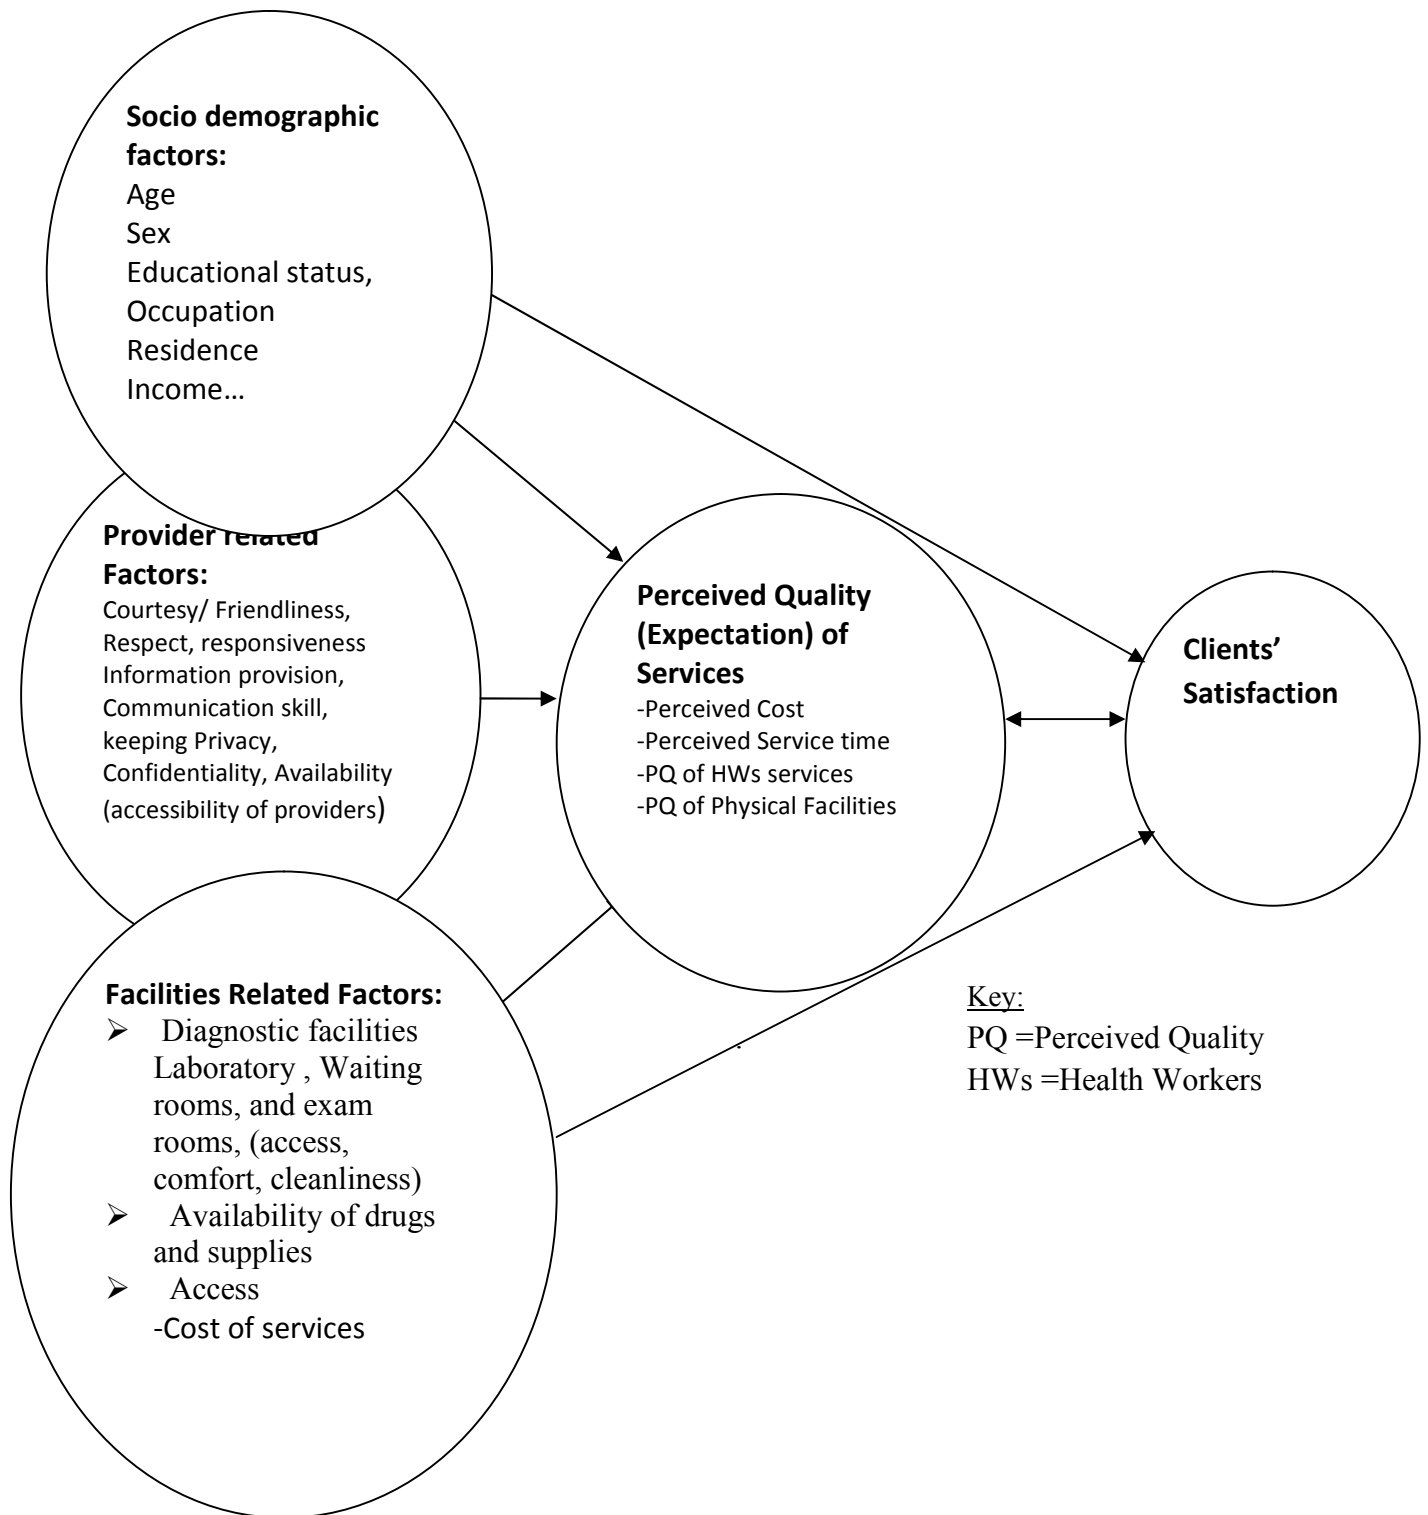 Socio demographic
factors:
Age
Sex
Educational status,
Occupation
Residence
Income…
Provider related
Factors:
Courtesy/ Friendliness,
Respect, responsiveness
Information provision,
Communication skill,
keeping Privacy,
Confidentiality, Availability
(accessibility of providers)
Facilities Related Factors:
➢ Diagnostic facilities
Laboratory , Waiting
rooms, and exam
rooms, (access,
comfort, cleanliness)
➢ Availability of drugs
and supplies
➢ Access
-Cost of services
Perceived Quality
(Expectation) of
Services
-Perceived Cost
-Perceived Service time
-PQ of HWs services
-PQ of Physical Facilities
Clients’
Satisfaction
Key:
PQ =Perceived Quality
HWs =Health Workers